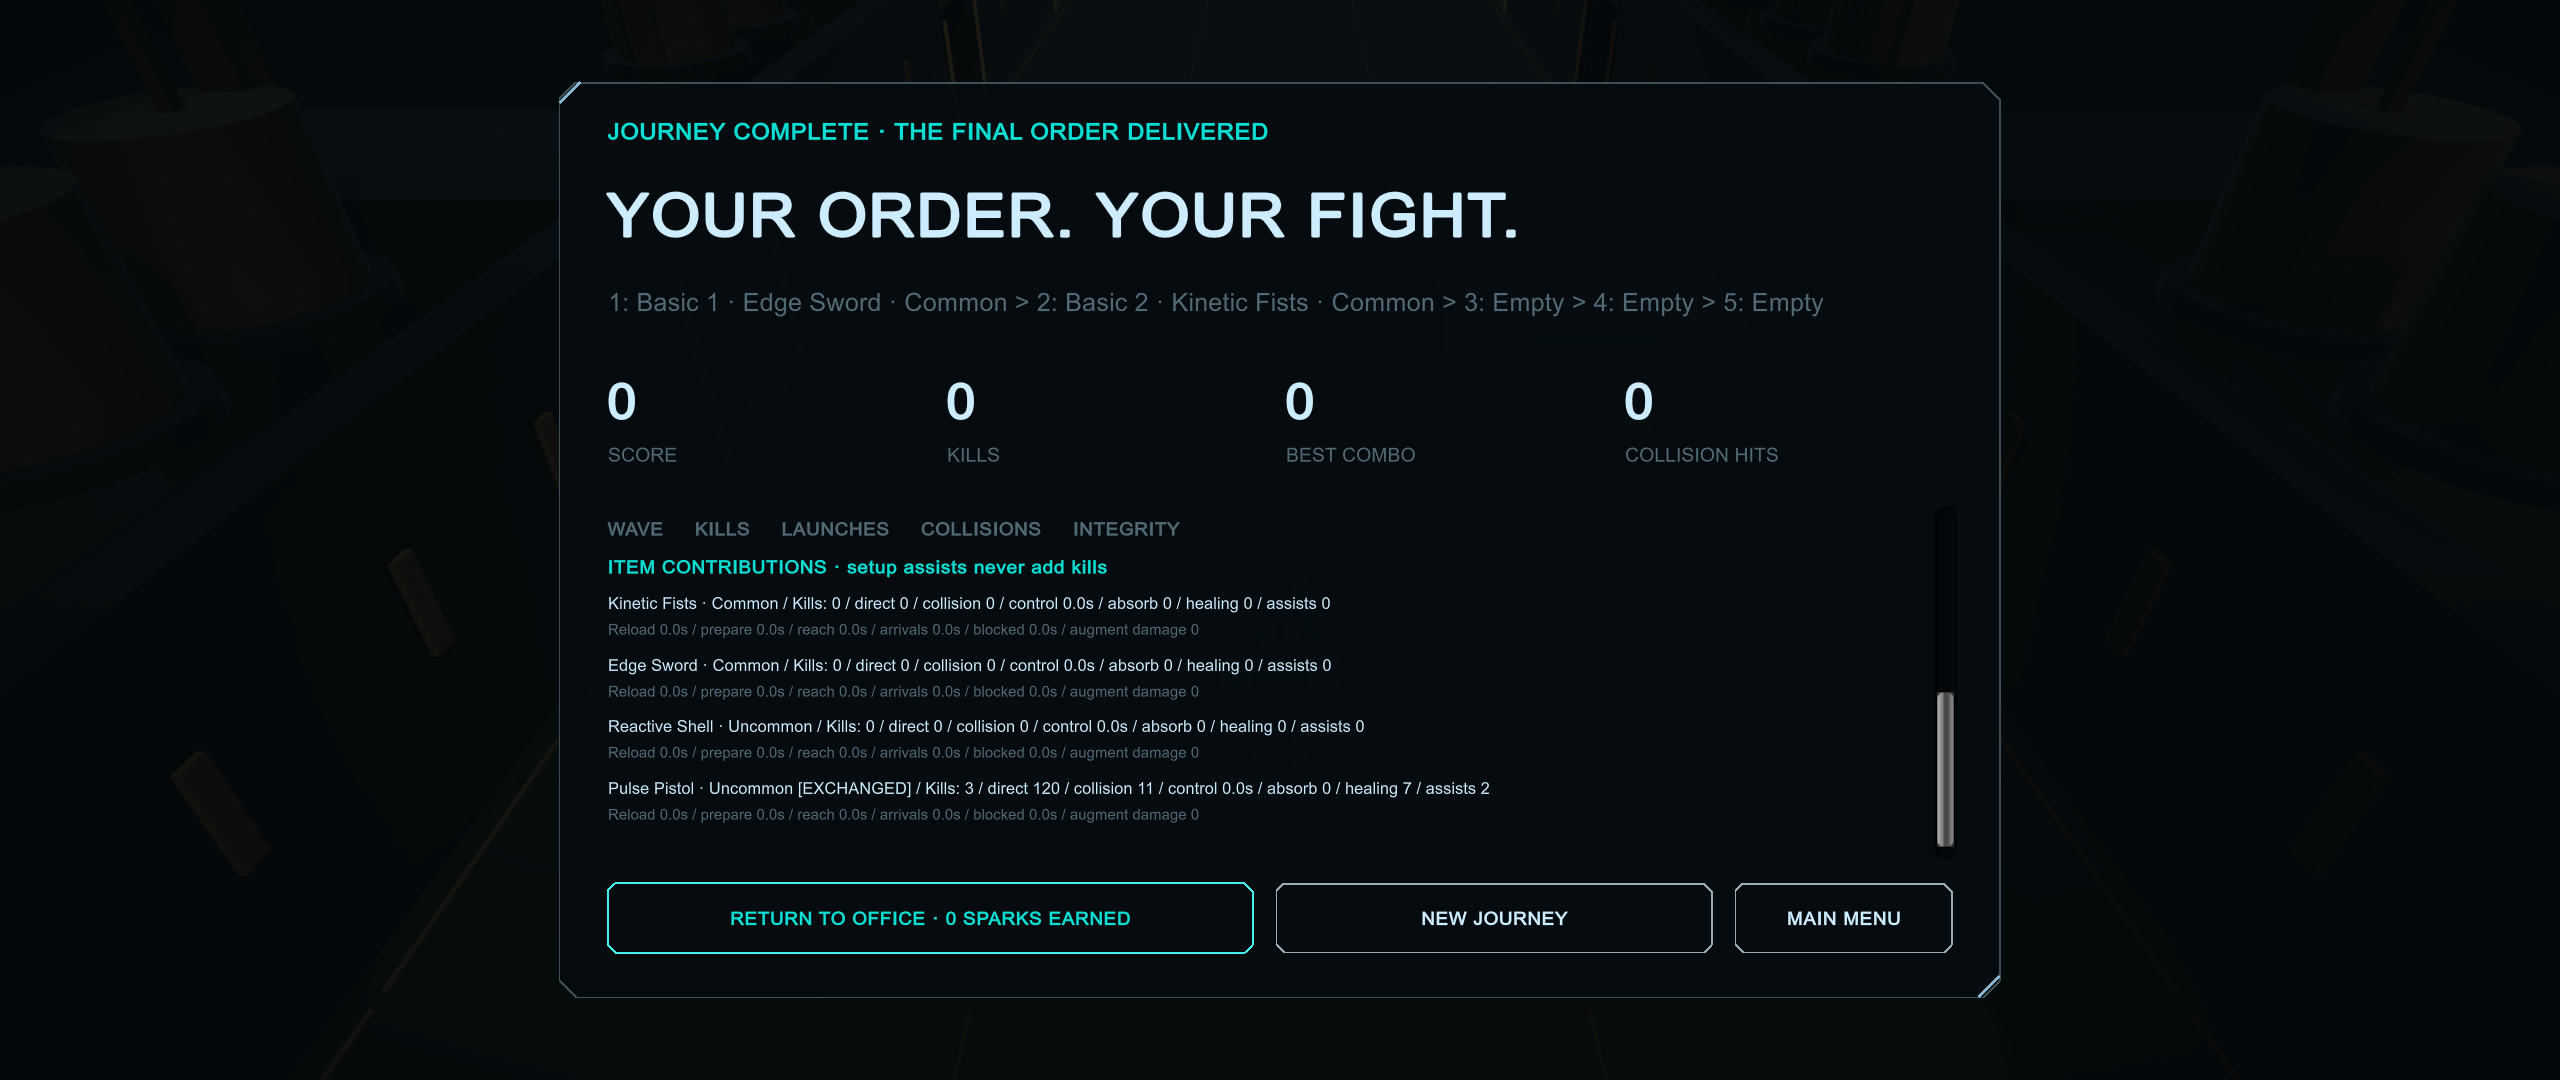 JOURNEY COMPLETE · THE FINAL ORDER DELIVERED
YOUR ORDER. YOUR FIGHT.
1: Basic 1 · Edge Sword · Common > 2: Basic 2 · Kinetic Fists · Common > 3: Empty > 4: Empty > 5: Empty
0 0 0 0
SCORE KILLS BEST COMBO COLLISION HITS
WAVE KILLS LAUNCHES COLLISIONS INTEGRITY
ITEM CONTRIBUTIONS · setup assists never add kills
Kinetic Fists · Common / Kills: 0 / direct 0 / collision 0 / control 0.0s / absorb 0 / healing 0 / assists 0
Reload 0.0s / prepare 0.0s / reach 0.0s / arrivals 0.0s / blocked 0.0s / augment damage 0
Edge Sword · Common / Kills: 0 / direct 0 / collision 0 / control 0.0s / absorb 0 / healing 0 / assists 0
Reload 0.0s / prepare 0.0s / reach 0.0s / arrivals 0.0s / blocked 0.0s / augment damage 0
Reactive Shell · Uncommon / Kills: 0 / direct 0 / collision 0 / control 0.0s / absorb 0 / healing 0 / assists 0
Reload 0.0s / prepare 0.0s / reach 0.0s / arrivals 0.0s / blocked 0.0s / augment damage 0
Pulse Pistol · Uncommon [EXCHANGED] / Kills: 3 / direct 120 / collision 11 / control 0.0s / absorb 0 / healing 7 / assists 2
Reload 0.0s / prepare 0.0s / reach 0.0s / arrivals 0.0s / blocked 0.0s / augment damage 0
RETURN TO OFFICE · 0 SPARKS EARNED NEW JOURNEY MAIN MENU